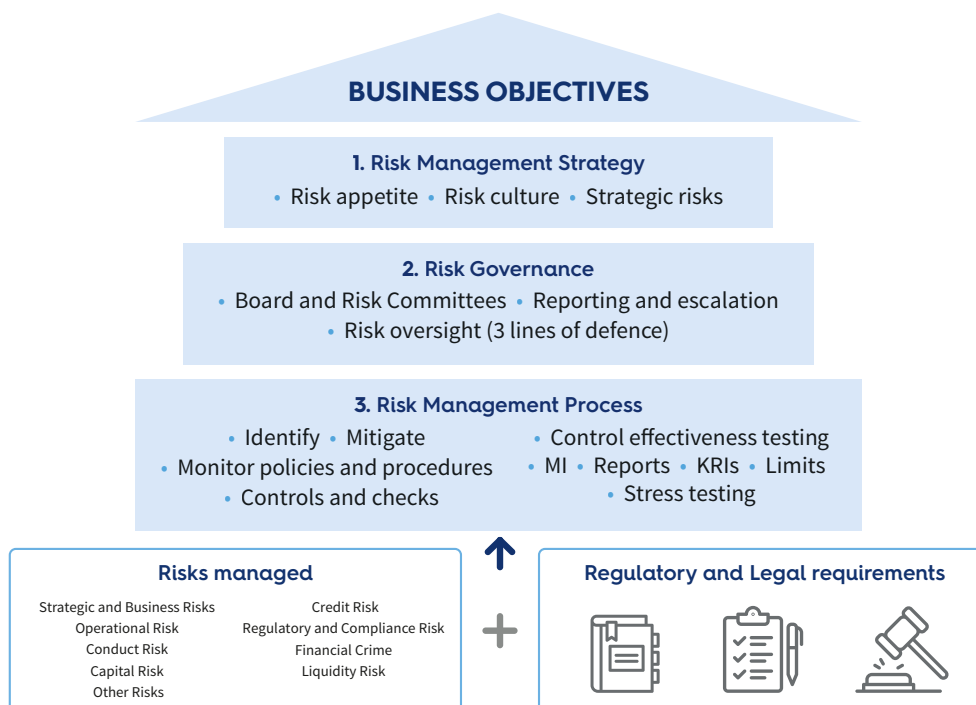 BUSINESS OBJECTIVES
1. Risk Management Strategy
• Risk appetite • Risk culture • Strategic risks
2. Risk Governance
• Board and Risk Committees • Reporting and escalation
• Risk oversight (3 lines of defence)
3. Risk Management Process
• Identify • Mitigate
• Monitor policies and procedures
• Controls and checks
• Control effectiveness testing
• MI • Reports • KRIs • Limits
• Stress testing
Risks managed
Strategic and Business Risks
Operational Risk
Conduct Risk
Capital Risk
Other Risks
Credit Risk
Regulatory and Compliance Risk
Financial Crime
Liquidity Risk
+
Regulatory and Legal requirements